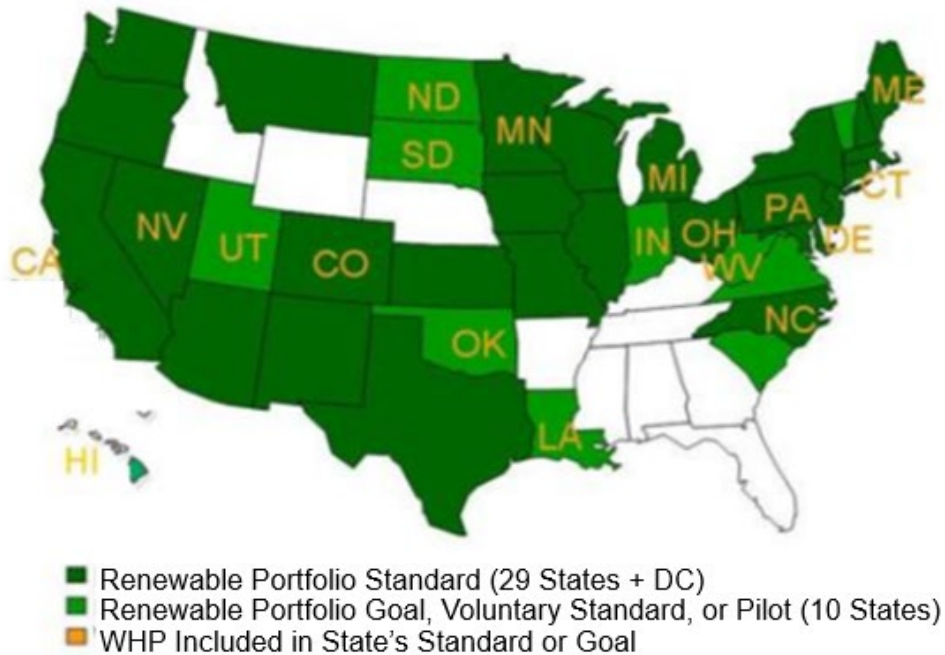 ND
ME
MN
SD
MI
CT
PA
NV
IN
OH
DE
UT
CO
WV
CA
NC
OK
LA
HI
Renewable Portfolio Standard (29 States + DC)
Renewable Portfolio Goal, Voluntary Standard, or Pilot (10 States)
WHP Included in State's Standard or Goal